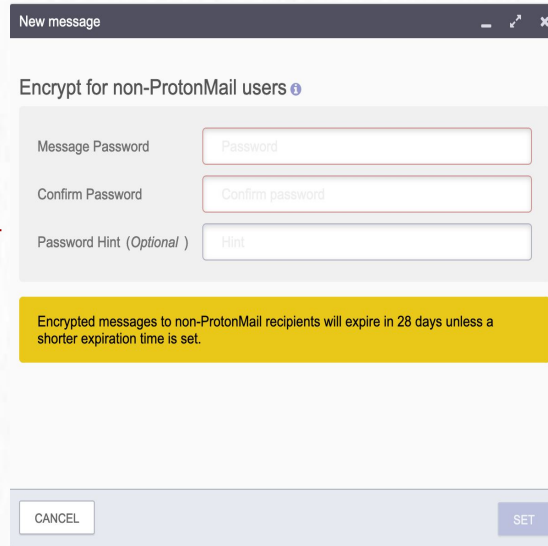 New message
Encrypt for non-ProtonMail users
Message Password
Password
Confirm Password
Confirm password
Password Hint (Optional )
Hint
Encrypted messages to non-ProtonMail recipients will expire in 28 days unless a
shorter expiration time is set.
CANCEL
SET